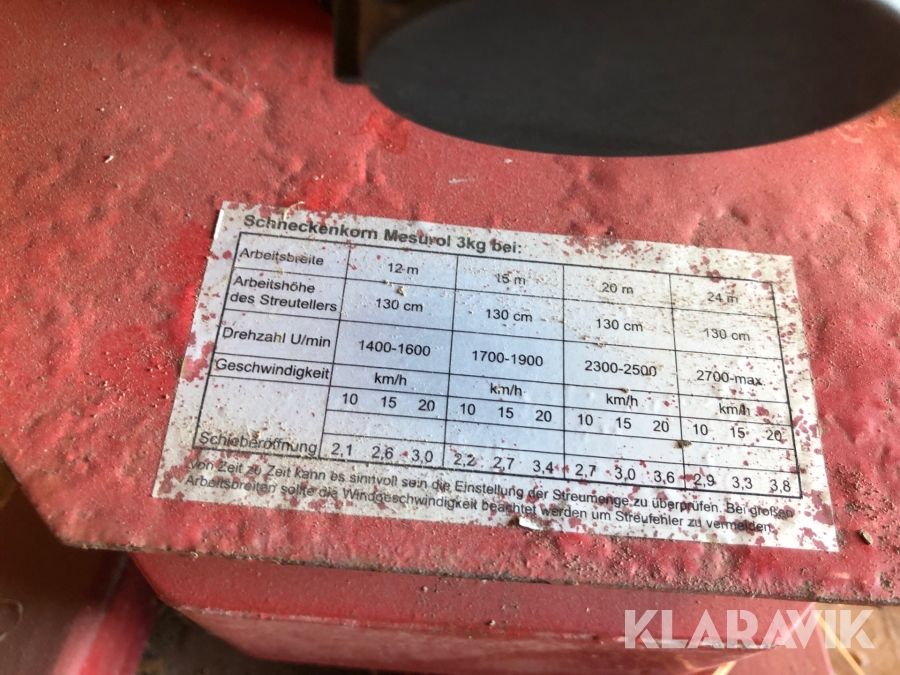 Schneckenkorn Mesurol 3kg bei:
Arbeitsbreite 12 m 15 m 20 m 24 m
Arbeitshöhe
des Streutellers 130 cm 130 cm 130 cm 130 cm
Drehzahl U/min 1400-1600 1700-1900 2300-2500 2700-max
Geschwindigkeit km/h km/h km/h km/h
10 15 20 10 15 20 10 15 20 10 15 20
Schieberöffnung 2,1 2,6 3,0 2,2 2,7 3,4 2,7 3,0 3,6 2,9 3,3 3,8
von Zeit zu Zeit kann es sinnvoll sein die Einstellung der Streumenge zu überprüfen. Bei großen
Arbeitsbreiten sollte die Windgeschwindigkeit beachtet werden um Streufehler zu vermeiden.
KLARAVIK